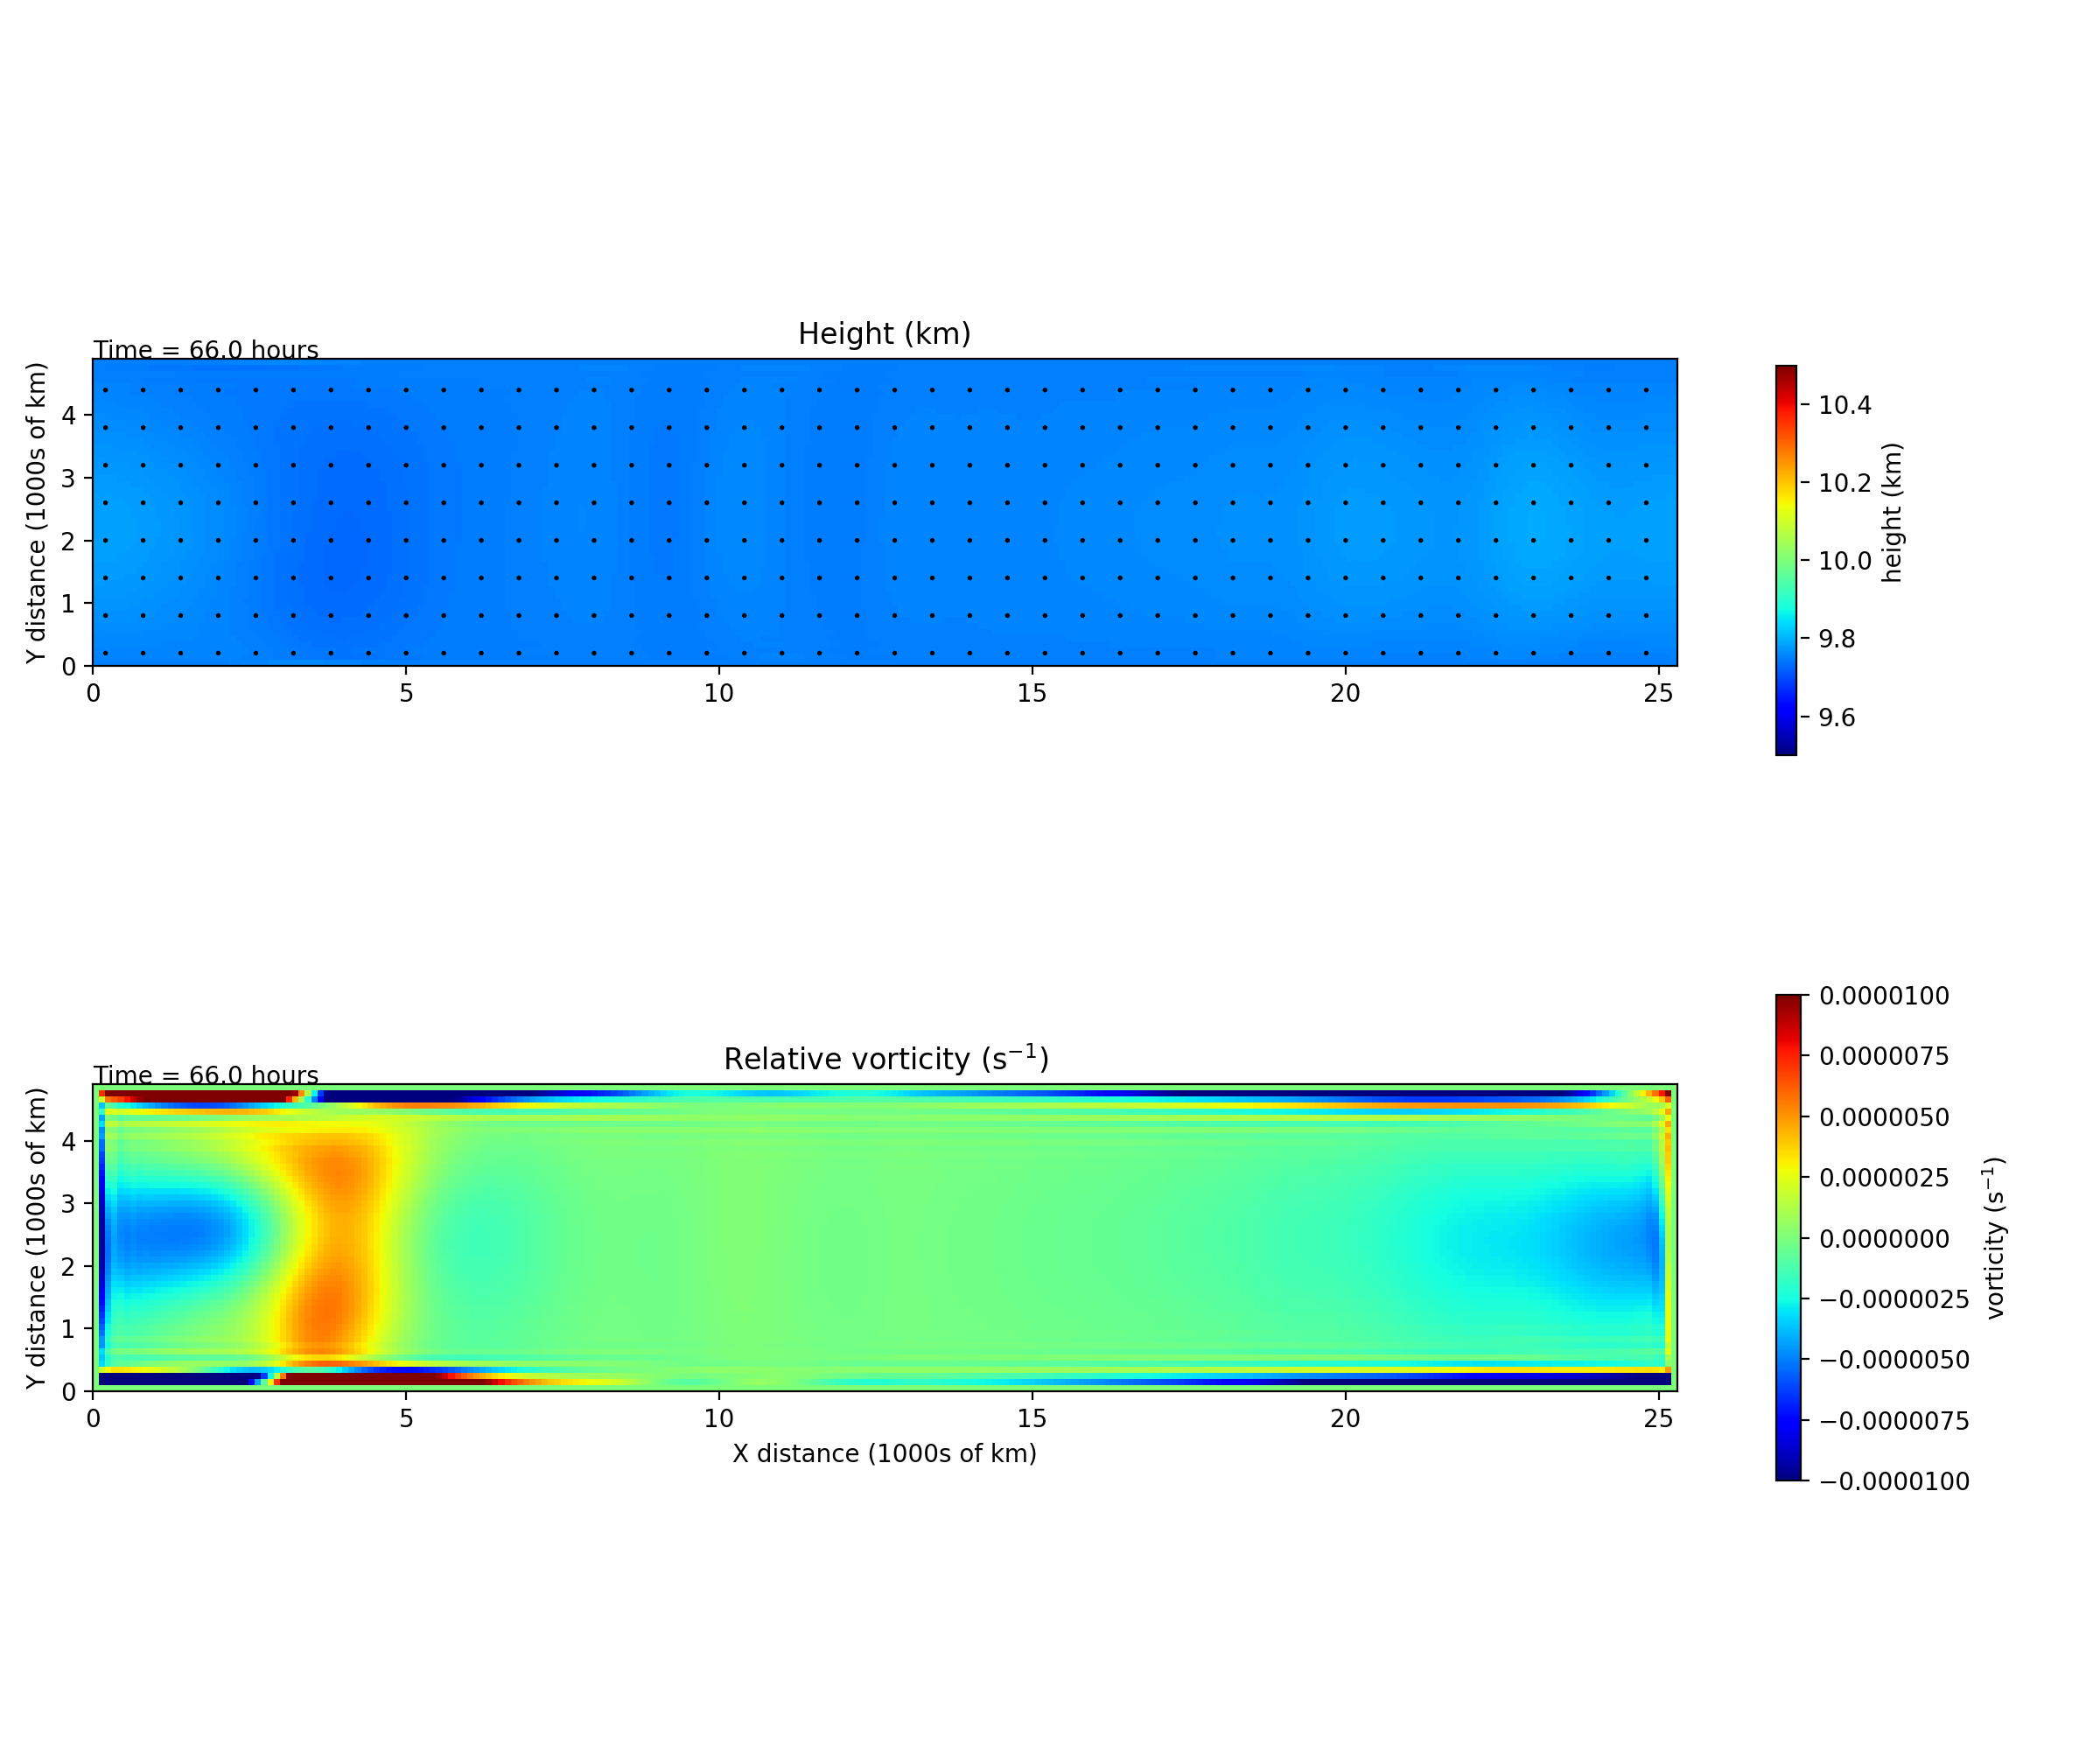 Height (km)
Time = 66.0 hours
Y distance (1000s of km)
4
3
2
1
0
0 5 10 15 20 25
10.4
10.2
10.0
9.8
9.6
height (km)
Relative vorticity (s⁻¹)
Time = 66.0 hours
Y distance (1000s of km)
4
3
2
1
0
0 5 10 15 20 25
X distance (1000s of km)
0.0000100
0.0000075
0.0000050
0.0000025
0.0000000
−0.0000025
−0.0000050
−0.0000075
−0.0000100
vorticity (s⁻¹)